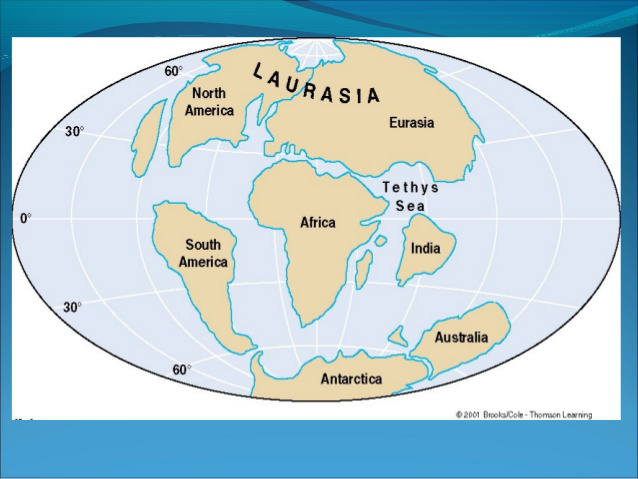 60°
LAURASIA
North
America
Eurasia
30°
Tethys
Sea
0°
Africa
South
America
India
30°
Australia
60°
Antarctica
© 2001 Brooks/Cole - Thomson Learning